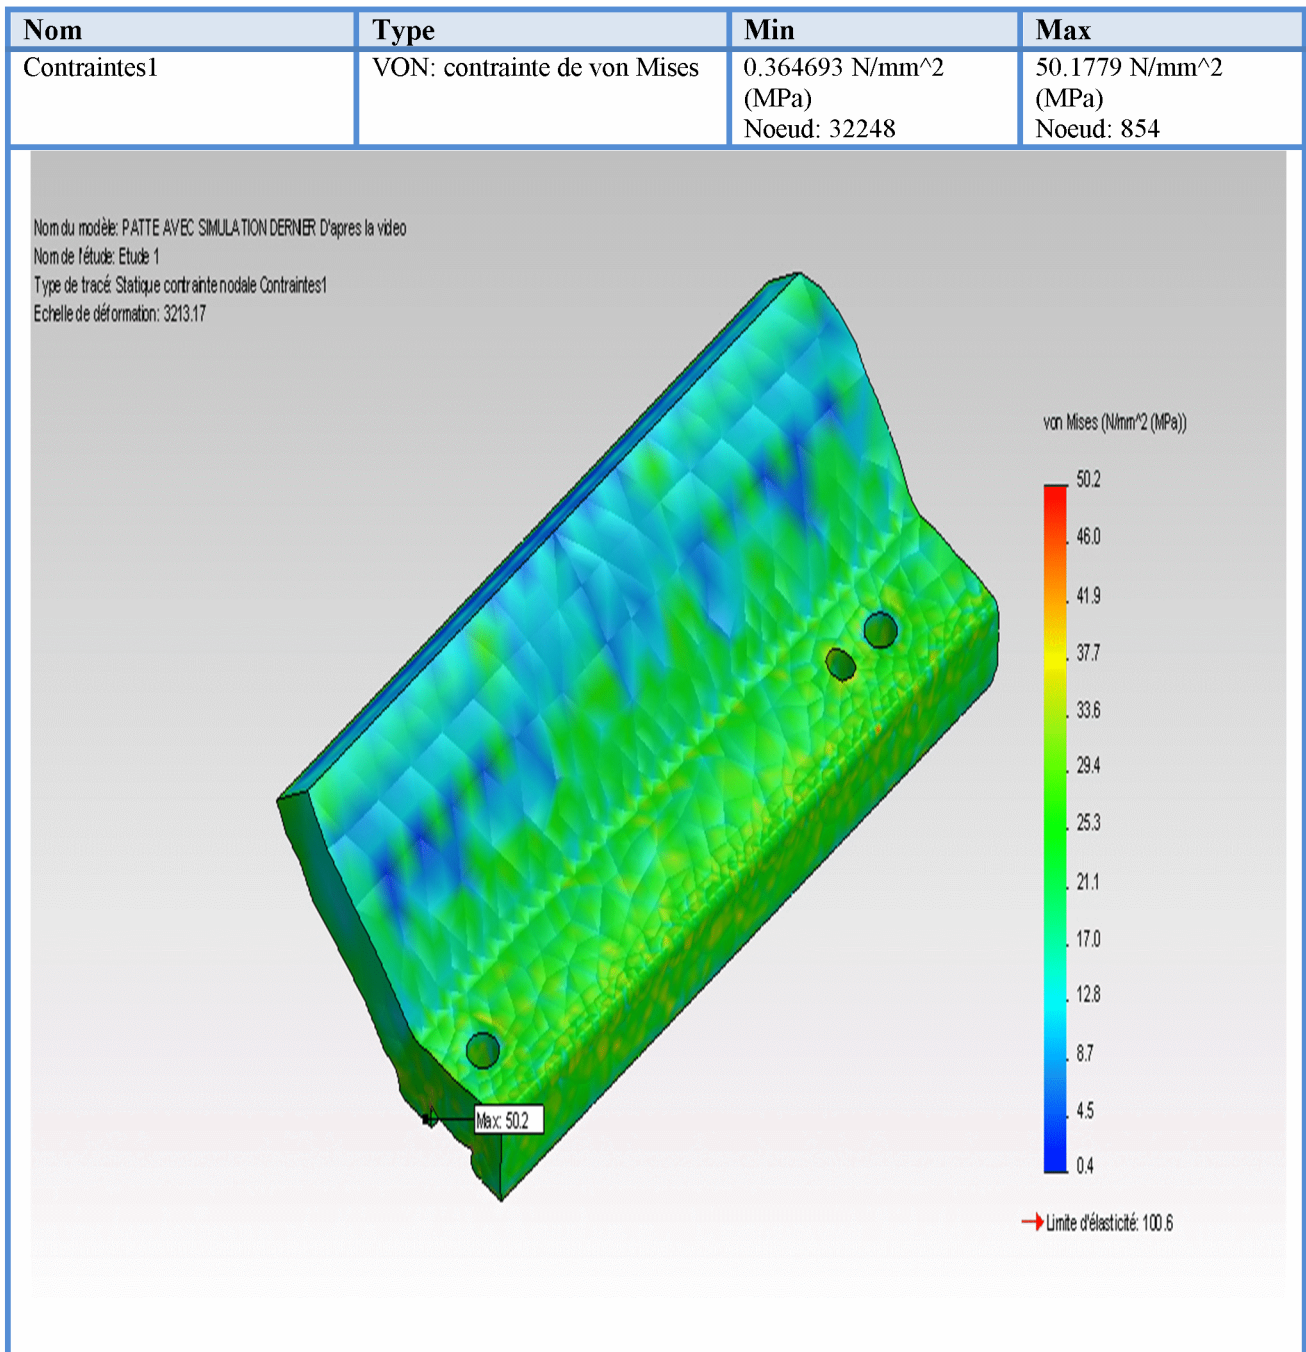 Nom Type Min Max
Contraintes1 VON: contrainte de von Mises 0.364693 N/mm^2 50.1779 N/mm^2
(MPa) (MPa)
Noeud: 32248 Noeud: 854
Nom du modèle: PATTE AVEC SIMULATION DERNIER D'apres la video
Nom de l'étude: Etude 1
Type de tracé: Statique contrainte nodale Contraintes1
Echelle de déformation: 3213.17
von Mises (N/mm^2 (MPa))
50.2
46.0
41.9
37.7
33.6
29.4
25.3
21.1
17.0
12.8
8.7
4.5
0.4
Max: 50.2
Limite d'élasticité: 100.6